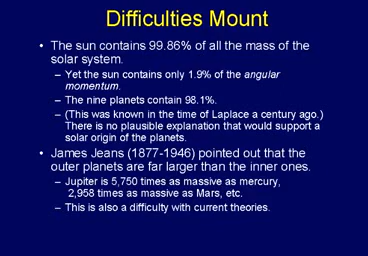 Difficulties Mount
• The sun contains 99.86% of all the mass of the
solar system.
– Yet the sun contains only 1.9% of the angular
momentum.
– The nine planets contain 98.1%.
– (This was known in the time of Laplace a century ago.)
There is no plausible explanation that would support a
solar origin of the planets.
• James Jeans (1877-1946) pointed out that the
outer planets are far larger than the inner ones.
– Jupiter is 5,750 times as massive as mercury,
2,958 times as massive as Mars, etc.
– This is also a difficulty with current theories.